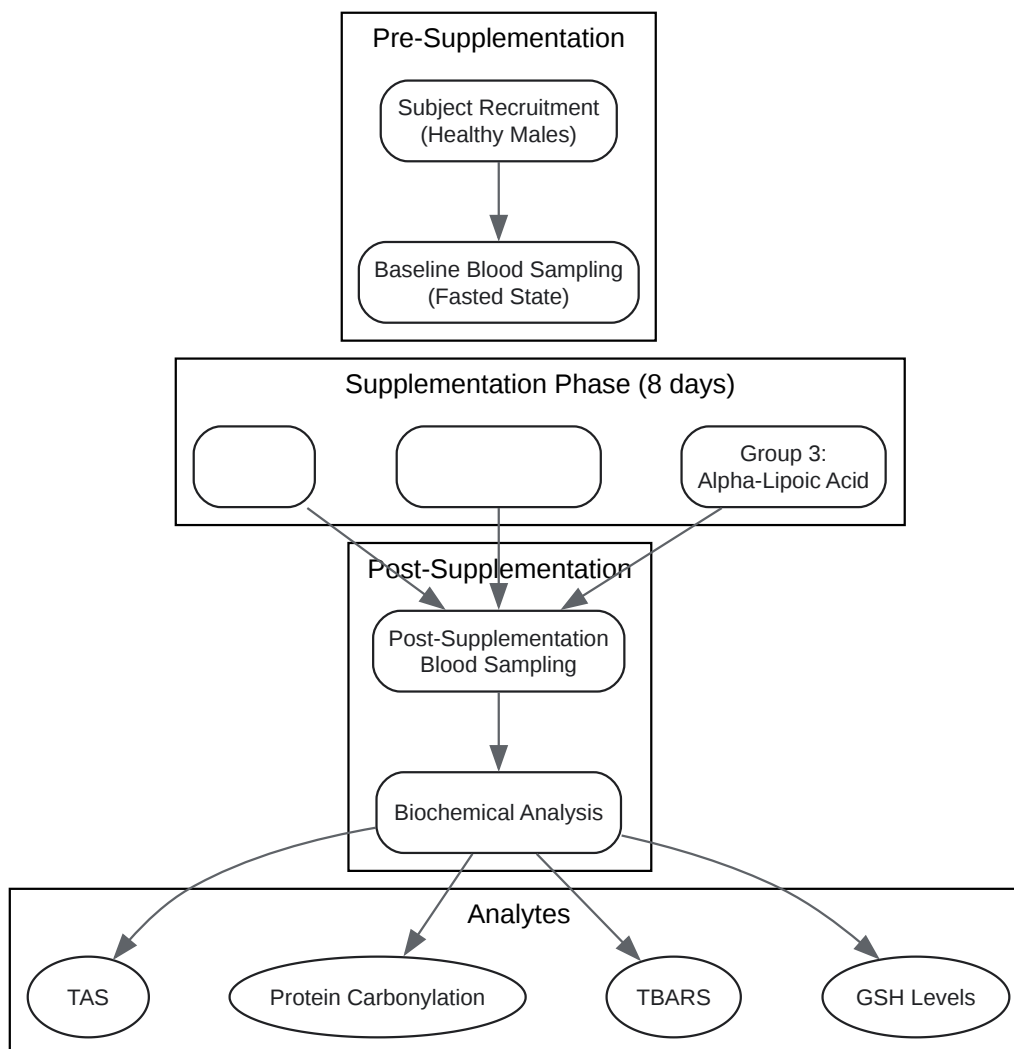 Pre-Supplementation
Subject Recruitment
(Healthy Males)
Baseline Blood Sampling
(Fasted State)
Supplementation Phase (8 days)
Group 3:
Alpha-Lipoic Acid
Post-Supplementation
Post-Supplementation
Blood Sampling
Biochemical Analysis
Analytes
TAS
Protein Carbonylation
TBARS
GSH Levels